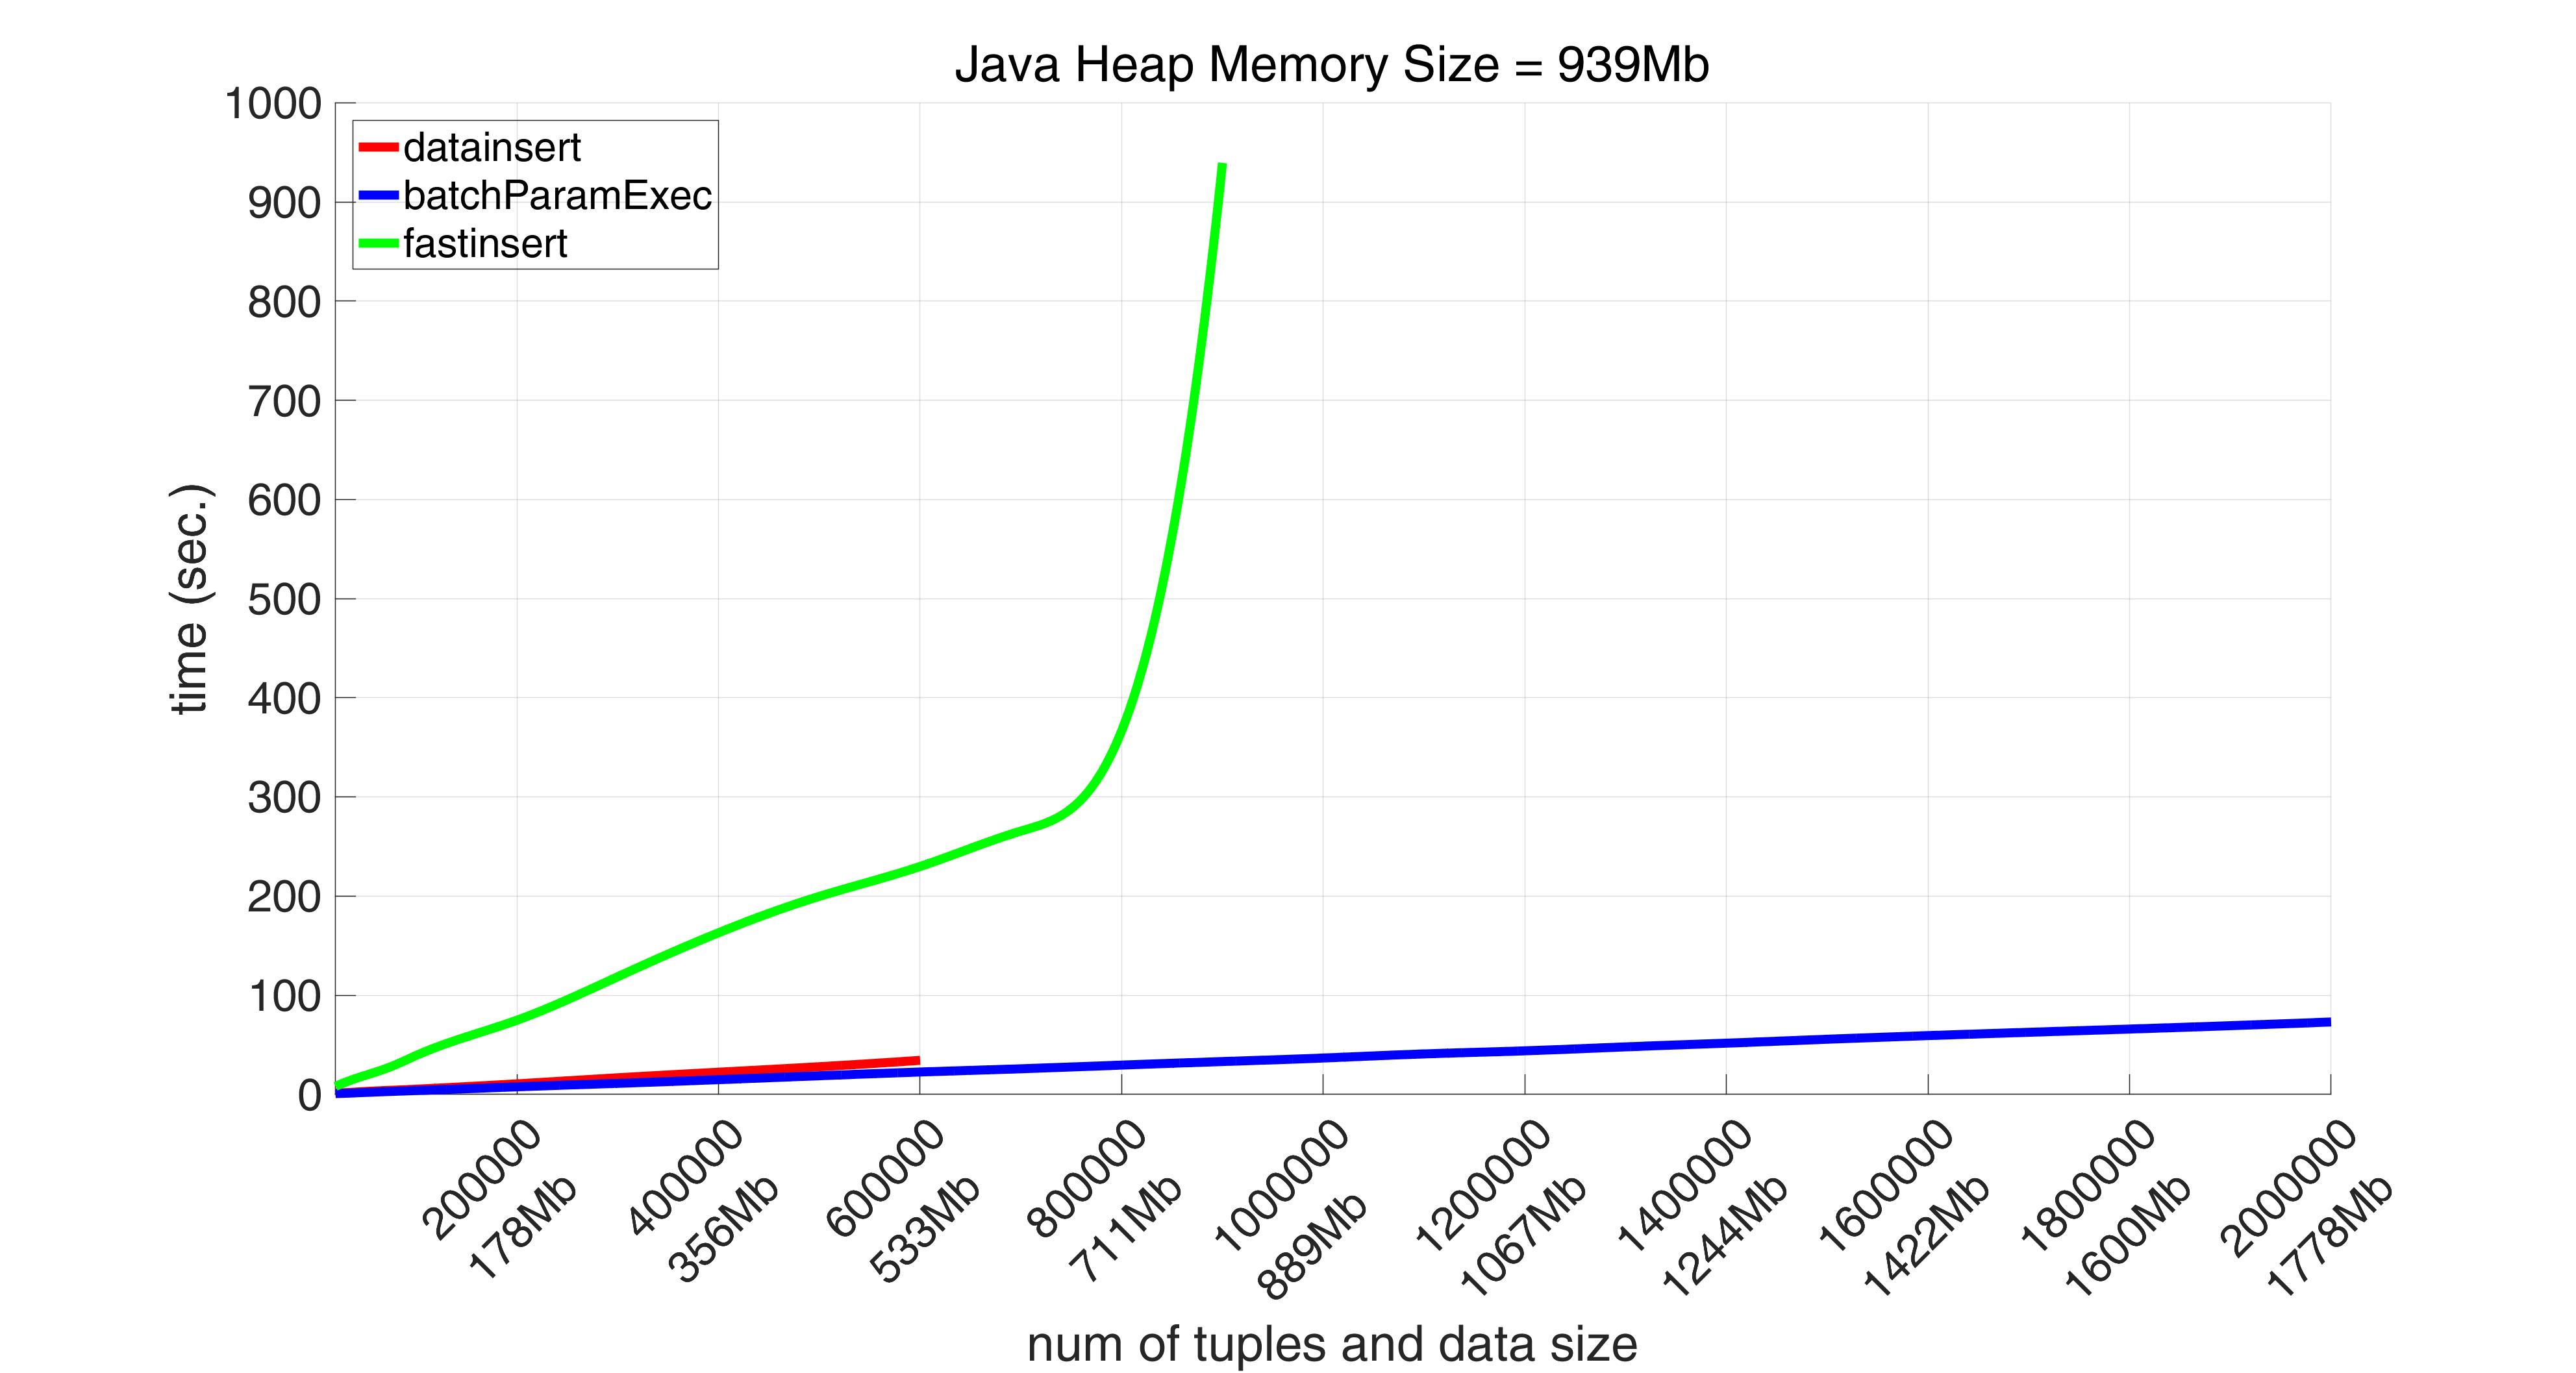 Java Heap Memory Size = 939Mb
1000
900
800
700
600
500
400
300
200
100
0
time (sec.)
datainsert
batchParamExec
fastinsert
200000
178Mb
400000
356Mb
600000
533Mb
800000
711Mb
1000000
889Mb
1200000
1067Mb
1400000
1244Mb
1600000
1422Mb
1800000
1600Mb
2000000
1778Mb
num of tuples and data size